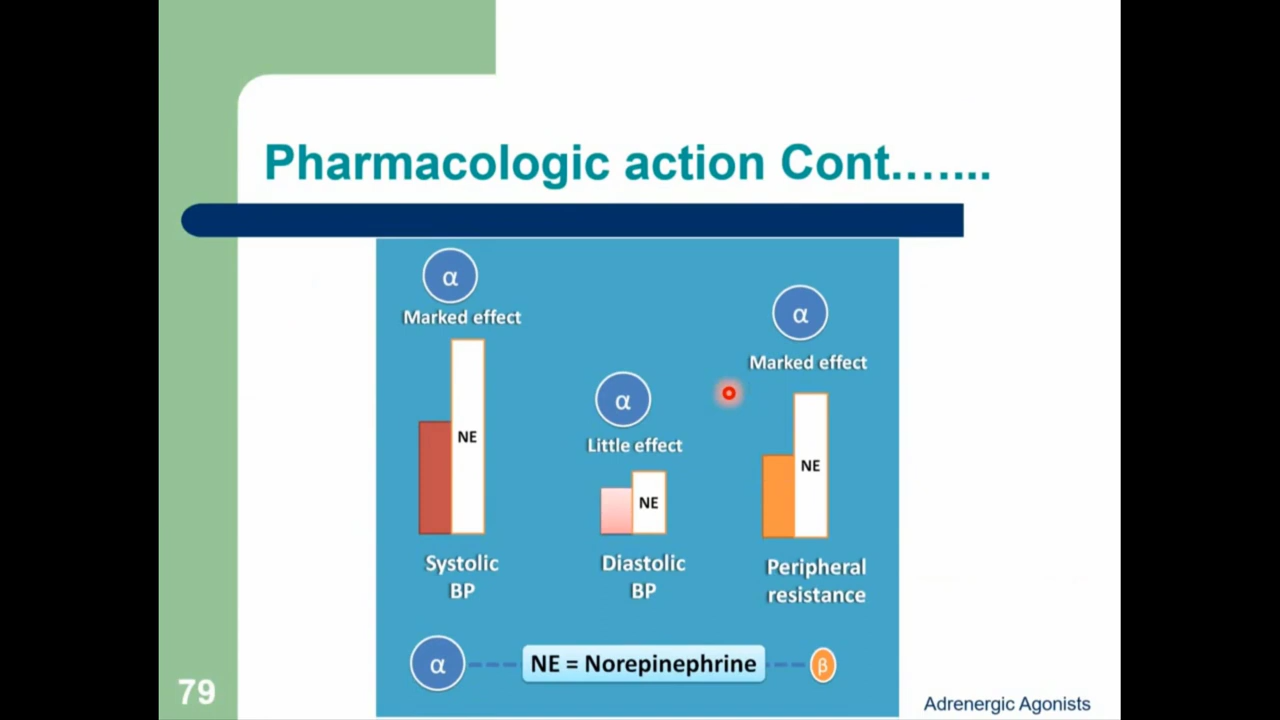 Pharmacologic action Cont.…...
α
Marked effect
NE
Systolic
BP
α
Little effect
NE
Diastolic
BP
α
Marked effect
NE
Peripheral
resistance
α
NE = Norepinephrine
β
79
Adrenergic Agonists